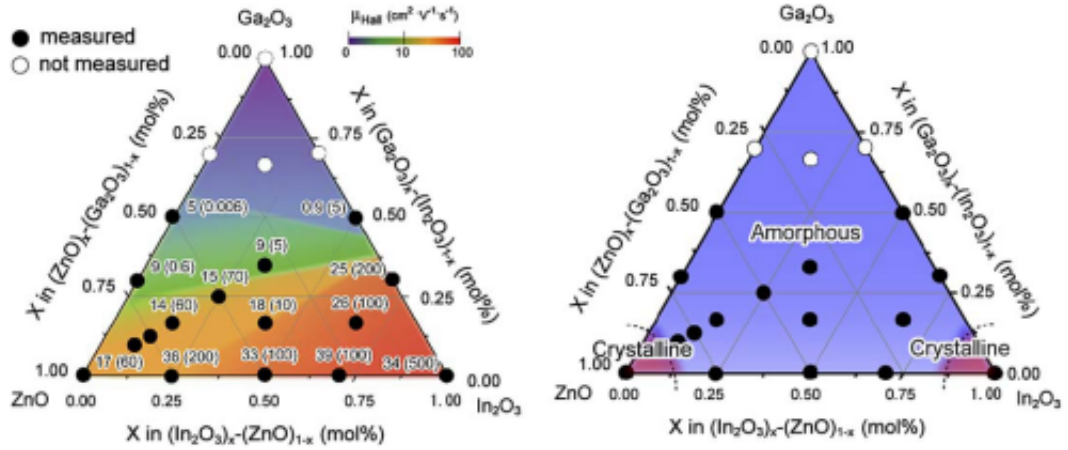 Ga₂O₃
μHall (cm²·V⁻¹·s⁻¹)
0 10 100
measured
not measured
0.00 1.00
0.25 0.75
0.50 0.50
0.75 0.25
1.00 0.00
X in (ZnO)ₓ-(Ga₂O₃)₁₋ₓ (mol%)
X in (Ga₂O₃)ₓ-(In₂O₃)₁₋ₓ (mol%)
5 (0.006) 0.9 (5)
9 (5)
9 (0.6) 15 (70) 25 (200)
14 (60) 18 (10) 26 (100)
17 (60) 36 (200) 33 (100) 39 (100) 34 (500)
ZnO 0.00 0.25 0.50 0.75 1.00 In₂O₃
X in (In₂O₃)ₓ-(ZnO)₁₋ₓ (mol%)
Ga₂O₃
0.00 1.00
0.25 0.75
0.50 0.50
0.75 0.25
1.00 0.00
X in (ZnO)ₓ-(Ga₂O₃)₁₋ₓ (mol%)
X in (Ga₂O₃)ₓ-(In₂O₃)₁₋ₓ (mol%)
Amorphous
Crystalline Crystalline
ZnO 0.00 0.25 0.50 0.75 1.00 In₂O₃
X in (In₂O₃)ₓ-(ZnO)₁₋ₓ (mol%)